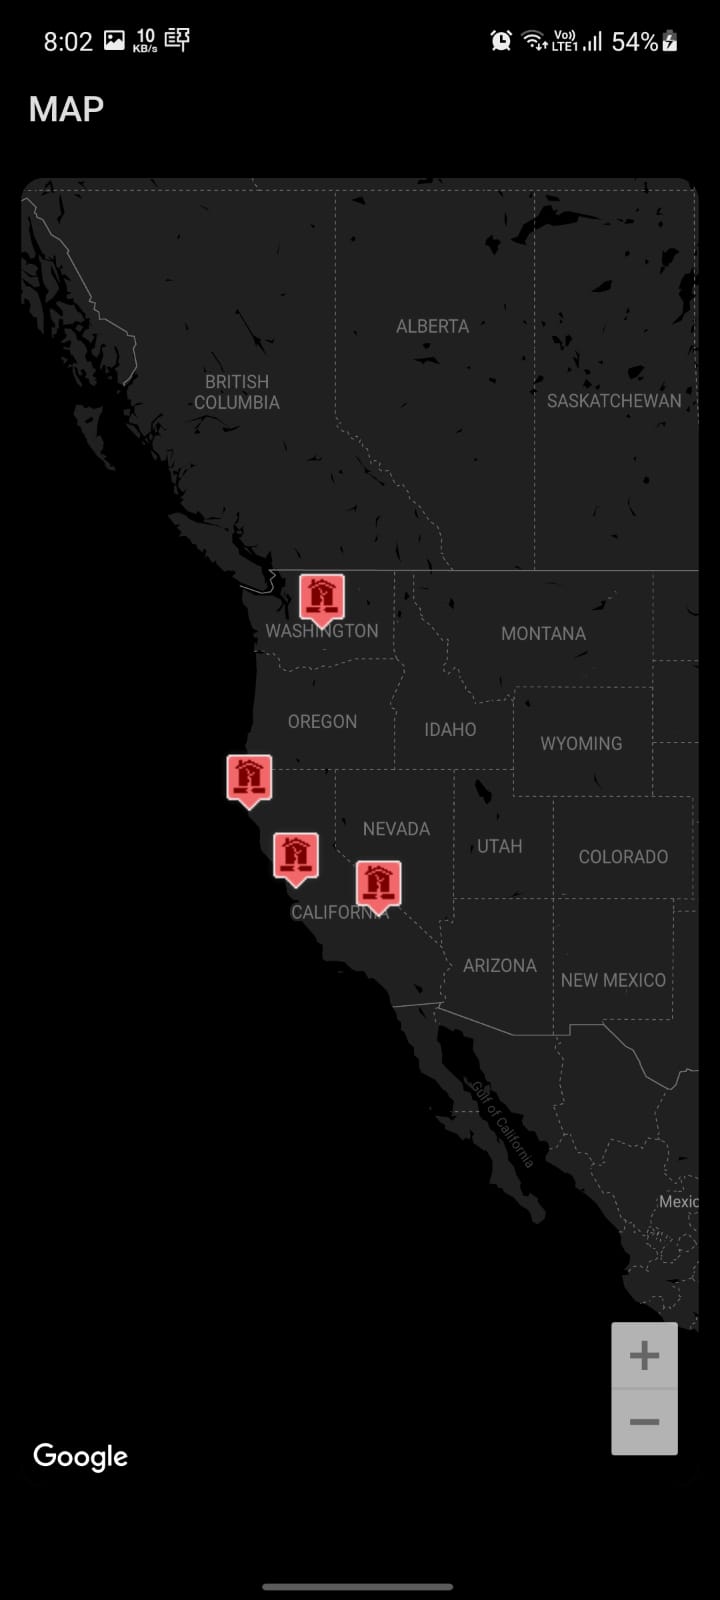 8:02 10 KB/s Vo)) LTE1 54%
MAP
ALBERTA
BRITISH
COLUMBIA
SASKATCHEWAN
WASHINGTON
MONTANA
OREGON
IDAHO
WYOMING
NEVADA
UTAH
COLORADO
CALIFORNIA
ARIZONA
NEW MEXICO
Gulf of California
Mexic
Google